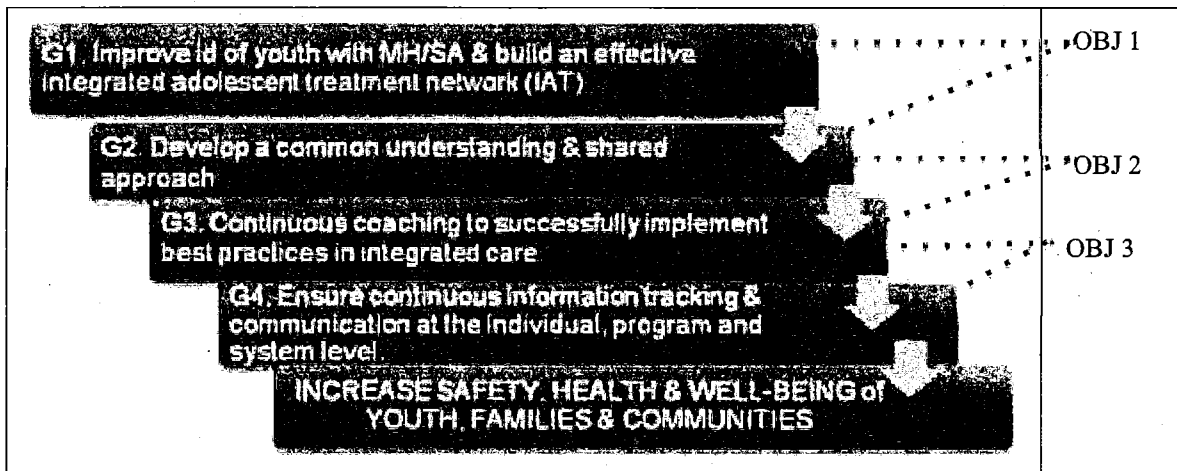 G1. Improve id of youth with MH/SA & build an effective
integrated adolescent treatment network (IAT)
OBJ 1
G2. Develop a common understanding & shared
approach
OBJ 2
G3. Continuous coaching to successfully implement
best practices in integrated care
OBJ 3
G4. Ensure continuous information tracking &
communication at the individual, program and
system level.
INCREASE SAFETY, HEALTH & WELL-BEING of
YOUTH, FAMILIES & COMMUNITIES